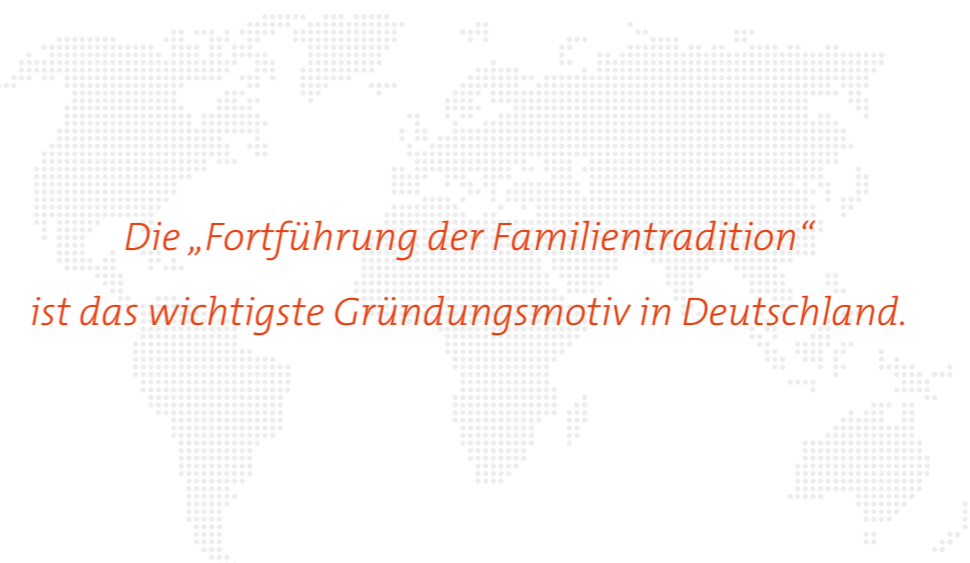 Die „Fortführung der Familientradition“
ist das wichtigste Gründungsmotiv in Deutschland.